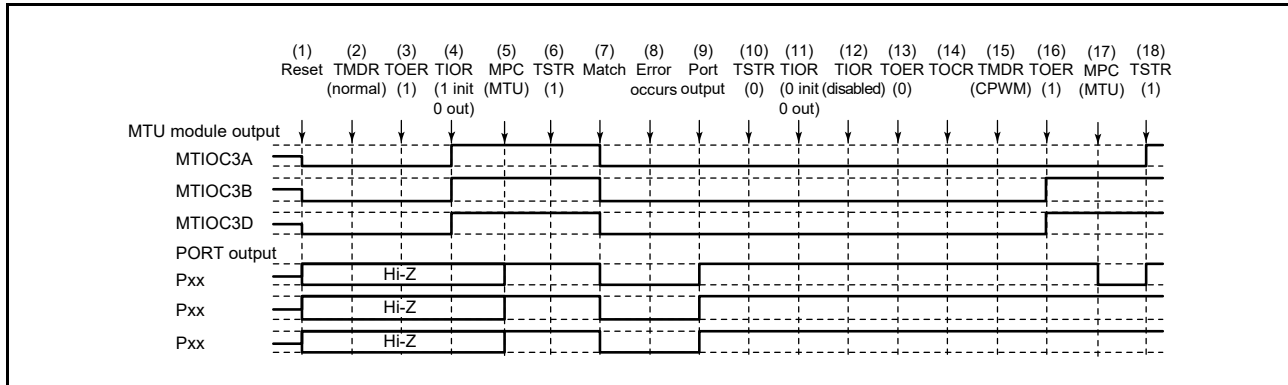 (1) (2) (3) (4) (5) (6) (7) (8) (9) (10) (11) (12) (13) (14) (15) (16) (17) (18)
Reset TMDR TOER TIOR MPC TSTR Match Error Port TSTR TIOR TIOR TOER TOCR TMDR TOER MPC TSTR
(normal) (1) (1 init (MTU) (1) occurs output (0) (0 init (disabled) (0) (CPWM) (1) (MTU) (1)
0 out) 0 out)
MTU module output
MTIOC3A
MTIOC3B
MTIOC3D
PORT output
Pxx Hi-Z
Pxx Hi-Z
Pxx Hi-Z